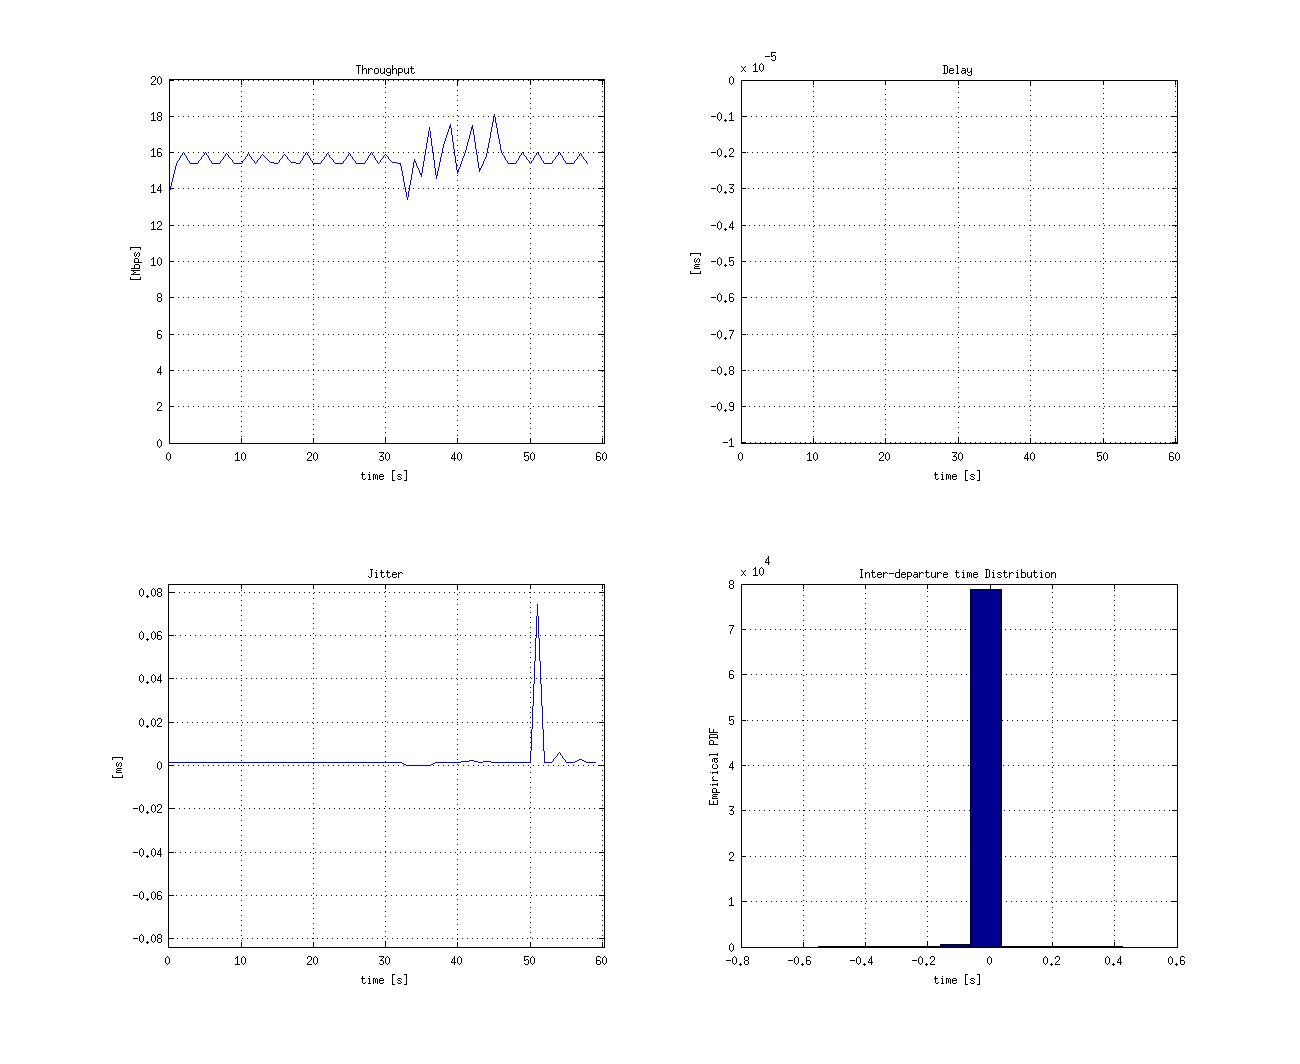 Throughput
20
18
16
14
12
10
8
6
4
2
0
[Mbps]
0 10 20 30 40 50 60
time [s]
x 10^-5
Delay
0
-0.1
-0.2
-0.3
-0.4
-0.5
-0.6
-0.7
-0.8
-0.9
-1
[ms]
0 10 20 30 40 50 60
time [s]
Jitter
0.08
0.06
0.04
0.02
0
-0.02
-0.04
-0.06
-0.08
[ms]
0 10 20 30 40 50 60
time [s]
x 10^4
Inter-departure time Distribution
8
7
6
5
4
3
2
1
0
Empirical PDF
-0.8 -0.6 -0.4 -0.2 0 0.2 0.4 0.6
time [s]